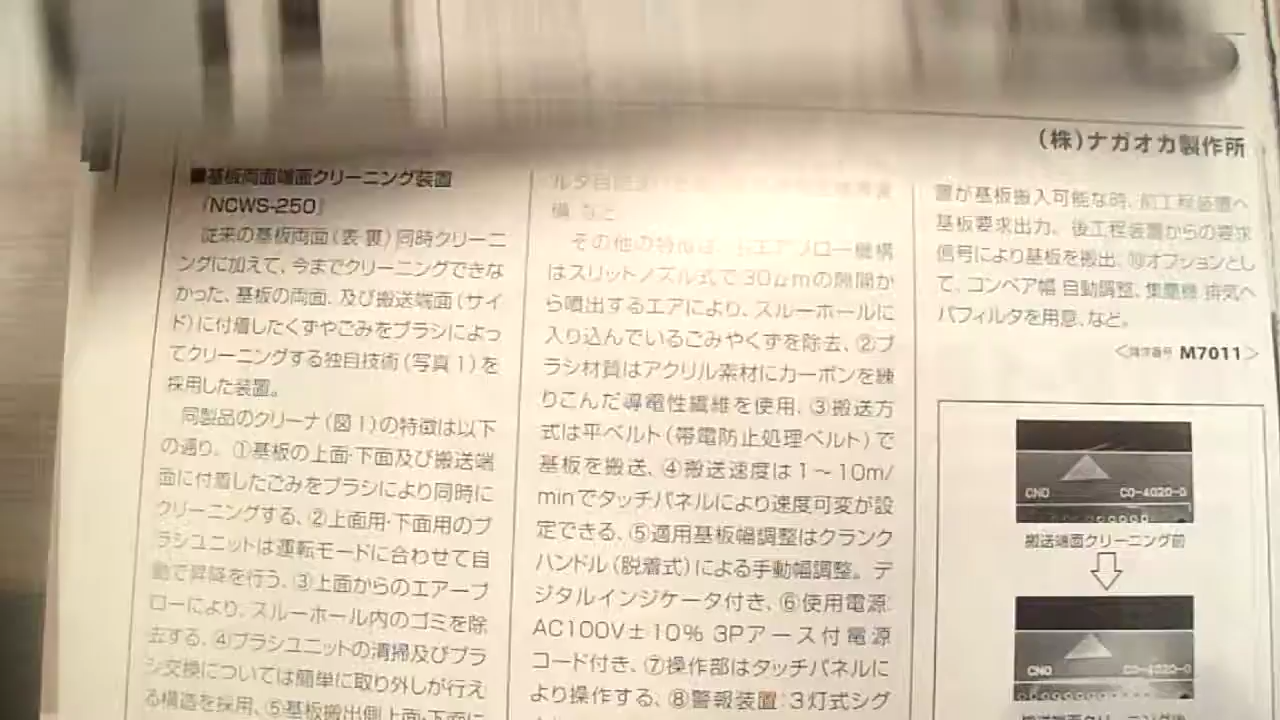 (株)ナガオカ製作所
■基板両面端面クリーニング装置
「NCWS-250」
従来の基板両面(表・裏)同時クリーニ
ングに加えて、今までクリーニングできな
かった、基板の両面、及び搬送端面(サイ
ド)に付着したくずやごみをブラシによっ
てクリーニングする独自技術(写真1)を
採用した装置。
同製品のクリーナ(図1)の特徴は以下
の通り。①基板の上面・下面及び搬送端
面に付着したごみをブラシにより同時に
クリーニングする、②上面用・下面用のブ
ラシユニットは運転モードに合わせて自
動で昇降を行う、③上面からのエアーブ
ローにより、スルーホール内のゴミを除
去する、④ブラシユニットの清掃及びブラ
シ交換については簡単に取り外しが行え
る構造を採用、⑤基板搬出側上面・下面に
構 など
その他の特徴は、①エアブロー機構
はスリットノズル式で30μmの隙間か
ら噴出するエアにより、スルーホールに
入り込んでいるごみやくずを除去、②ブ
ラシ材質はアクリル素材にカーボンを練
りこんだ導電性繊維を使用、③搬送方
式は平ベルト(帯電防止処理ベルト)で
基板を搬送、④搬送速度は1〜10m/
minでタッチパネルにより速度可変が設
定できる、⑤適用基板幅調整はクランク
ハンドル(脱着式)による手動幅調整。デ
ジタルインジケータ付き、⑥使用電源:
AC100V±10% 3Pアース付電源
コード付き、⑦操作部はタッチパネルに
より操作する、⑧警報装置:3灯式シグ
置が基板搬入可能な時、前工程装置へ
基板要求出力。後工程装置からの要求
信号により基板を搬出、⑩オプションとし
て、コンベア幅 自動調整、集塵機 排気へ
パフィルタを用意、など。
<請求番号 M7011>
CNO CO-4020-0
搬送端面クリーニング前
CNO CO-4020-0
搬送端面クリーニング後